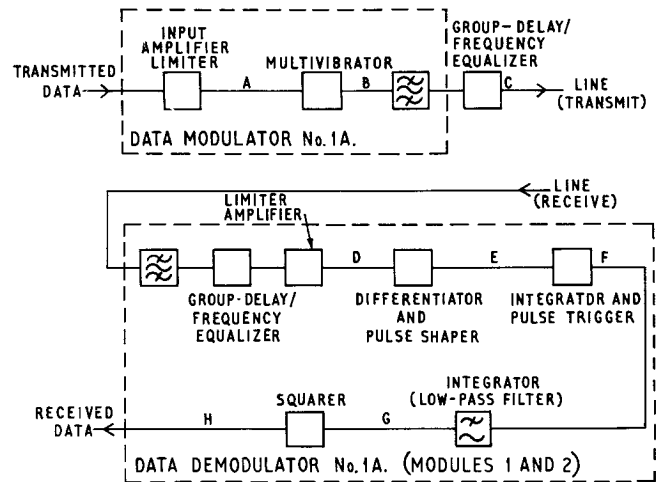 INPUT
AMPLIFIER
LIMITER
MULTIVIBRATOR
GROUP-DELAY/
FREQUENCY
EQUALIZER
TRANSMITTED
DATA
A
B
C
LINE
(TRANSMIT)
DATA MODULATOR No.1A.
LINE
(RECEIVE)
LIMITER
AMPLIFIER
D
E
F
GROUP-DELAY/
FREQUENCY
EQUALIZER
DIFFERENTIATOR
AND
PULSE SHAPER
INTEGRATOR AND
PULSE TRIGGER
RECEIVED
DATA
H
SQUARER
G
INTEGRATOR
(LOW-PASS FILTER)
DATA DEMODULATOR No.1A. (MODULES 1 AND 2)